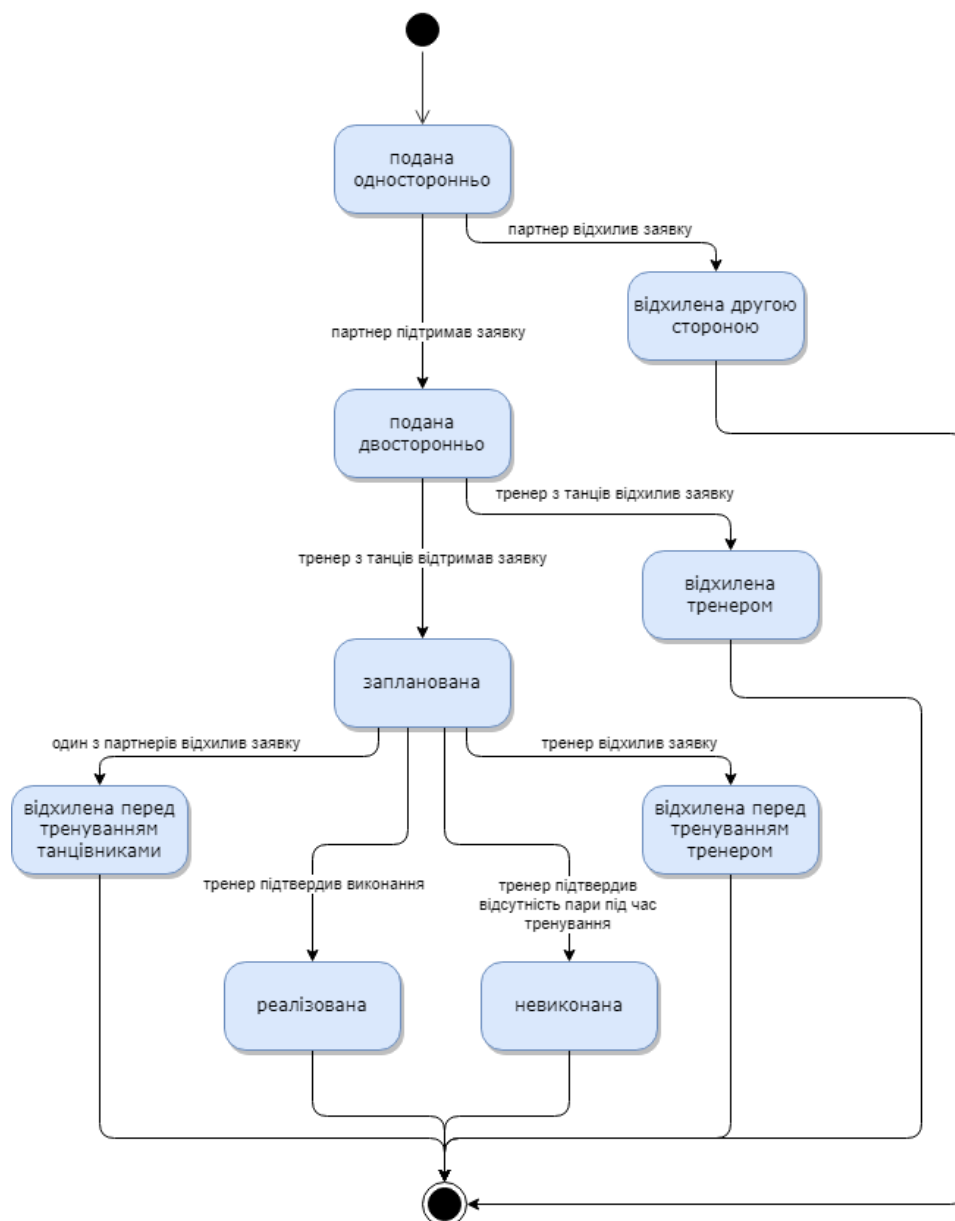 подана
односторонньо
партнер відхилив заявку
відхилена другою
стороною
партнер підтримав заявку
подана
двосторонньо
тренер з танців відхилив заявку
тренер з танців відтримав заявку
відхилена
тренером
запланована
один з партнерів відхилив заявку
тренер відхилив заявку
відхилена перед
тренуванням
танцівниками
відхилена перед
тренуванням
тренером
тренер підтвердив виконання
тренер підтвердив
відсутність пари під час
тренування
реалізована
невиконана